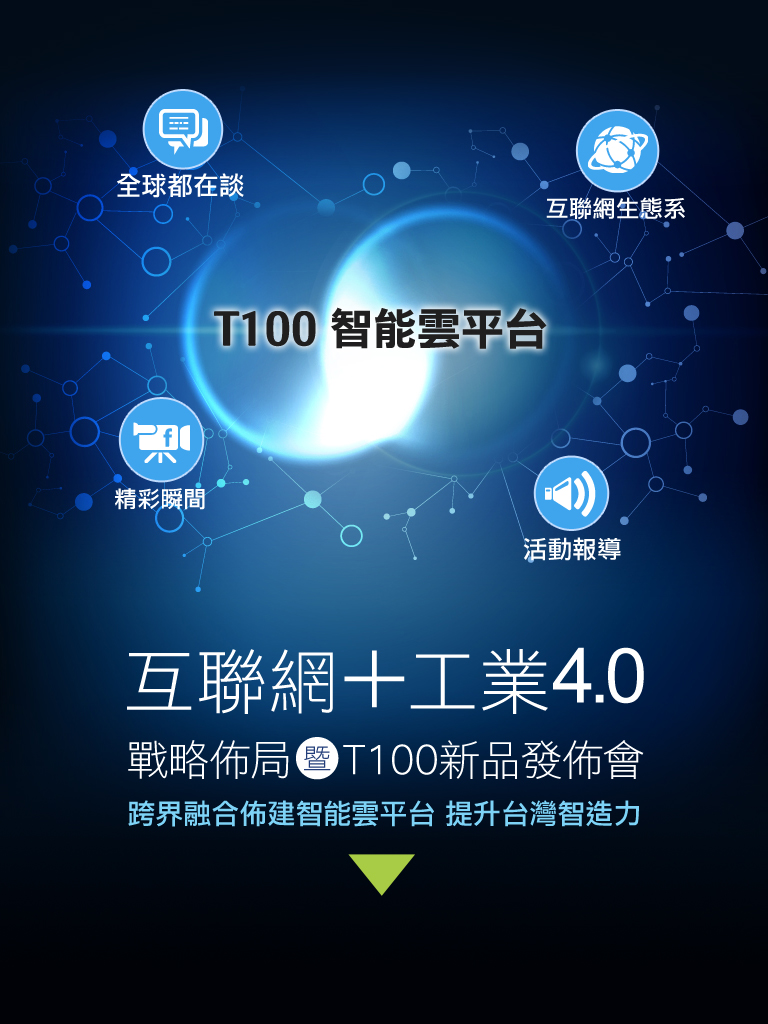 全球都在談
互聯網生態系
T100 智能雲平台
f
精彩瞬間
活動報導
互聯網＋工業4.0
戰略佈局暨T100新品發佈會
跨界融合佈建智能雲平台 提升台灣智造力